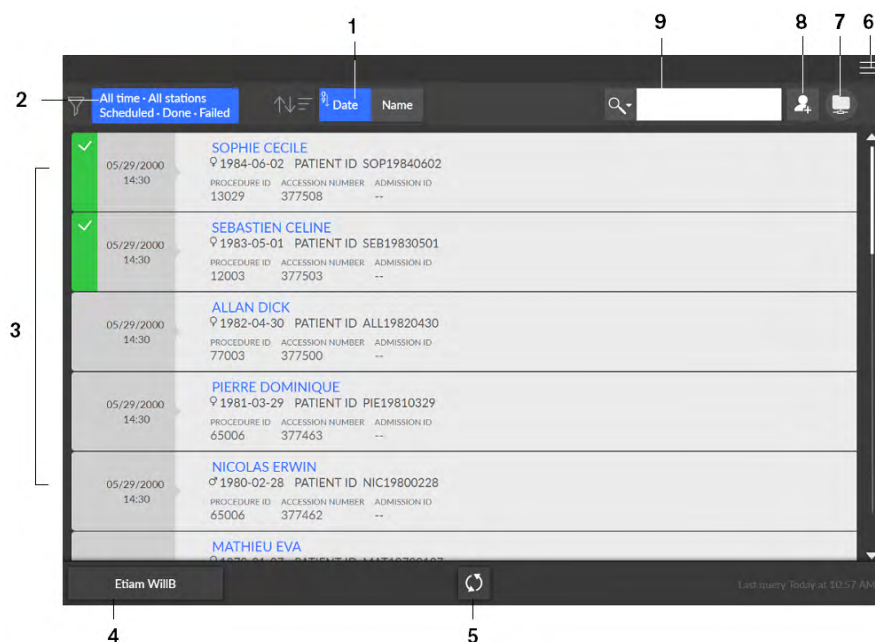 1
9
8
7
6
2
All time · All stations
Scheduled · Done · Failed
Date
Name
3
05/29/2000
14:30
SOPHIE CECILE
♀ 1984-06-02 PATIENT ID SOP19840602
PROCEDURE ID ACCESSION NUMBER ADMISSION ID
13029 377508 --
05/29/2000
14:30
SEBASTIEN CELINE
♀ 1983-05-01 PATIENT ID SEB19830501
PROCEDURE ID ACCESSION NUMBER ADMISSION ID
12003 377503 --
05/29/2000
14:30
ALLAN DICK
♀ 1982-04-30 PATIENT ID ALL19820430
PROCEDURE ID ACCESSION NUMBER ADMISSION ID
77003 377500 --
05/29/2000
14:30
PIERRE DOMINIQUE
♀ 1981-03-29 PATIENT ID PIE19810329
PROCEDURE ID ACCESSION NUMBER ADMISSION ID
65006 377463 --
05/29/2000
14:30
NICOLAS ERWIN
♂ 1980-02-28 PATIENT ID NIC19800228
PROCEDURE ID ACCESSION NUMBER ADMISSION ID
65006 377462 --
MATHIEU EVA
Etiam WillB
Last query Today at 10:57 AM
4
5